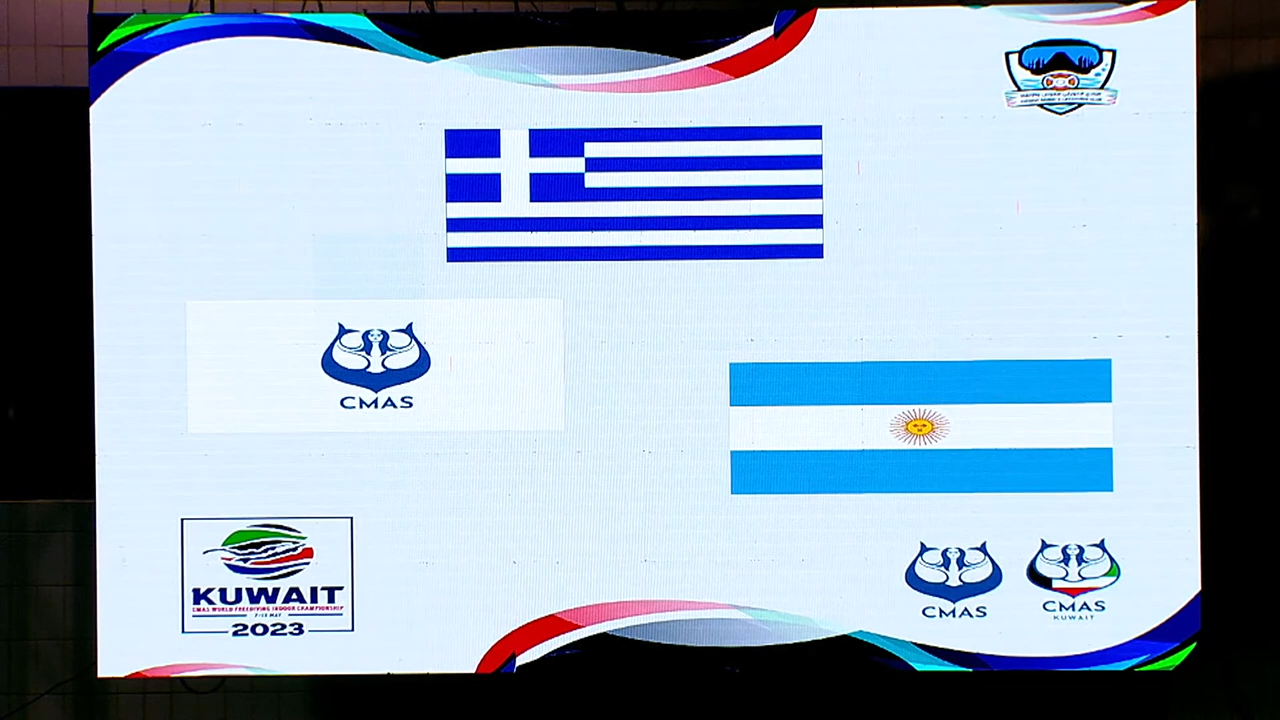 CMAS
KUWAIT
CMAS WORLD FREEDIVING INDOOR CHAMPIONSHIP
2023
CMAS
CMAS
KUWAIT